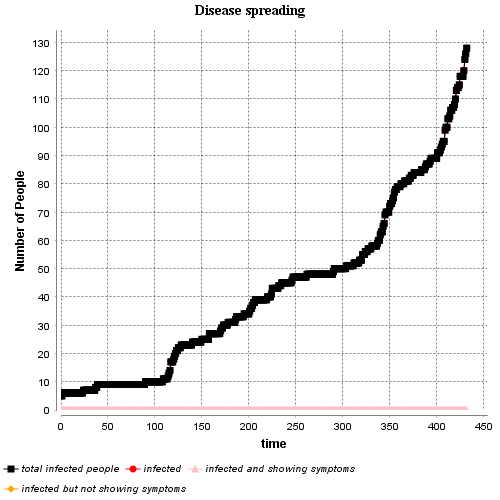 Disease spreading
Number of People
130
120
110
100
90
80
70
60
50
40
30
20
10
0
0 50 100 150 200 250 300 350 400 450
time
total infected people infected infected and showing symptoms
infected but not showing symptoms